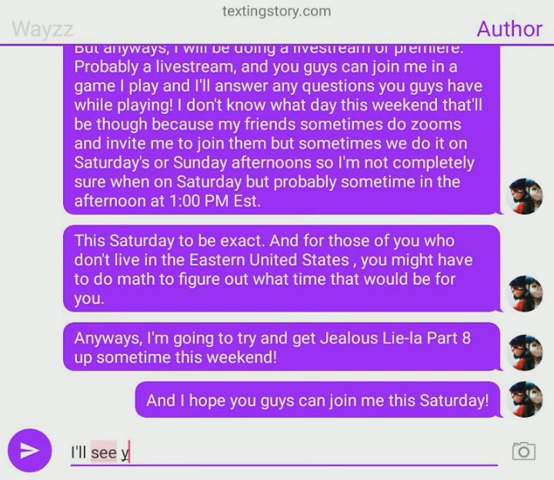 textingstory.com
Wayzz
Author
But anyways, I will be doing a livestream or premiere.
Probably a livestream, and you guys can join me in a
game I play and I'll answer any questions you guys have
while playing! I don't know what day this weekend that'll
be though because my friends sometimes do zooms
and invite me to join them but sometimes we do it on
Saturday's or Sunday afternoons so I'm not completely
sure when on Saturday but probably sometime in the
afternoon at 1:00 PM Est.
This Saturday to be exact. And for those of you who
don't live in the Eastern United States , you might have
to do math to figure out what time that would be for
you.
Anyways, I'm going to try and get Jealous Lie-la Part 8
up sometime this weekend!
And I hope you guys can join me this Saturday!
I'll see y